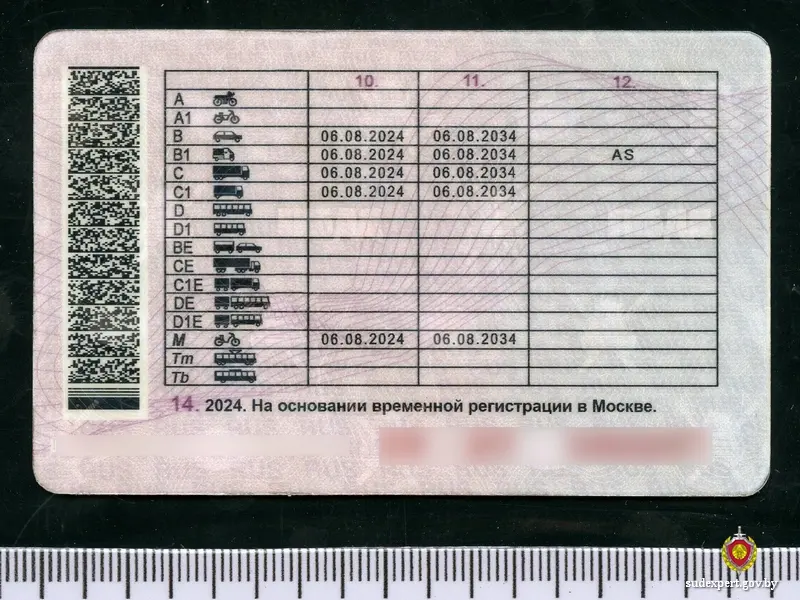 10. 11. 12.
A
A1
B 06.08.2024 06.08.2034
B1 06.08.2024 06.08.2034 AS
C 06.08.2024 06.08.2034
C1 06.08.2024 06.08.2034
D
D1
BE
CE
C1E
DE
D1E
M 06.08.2024 06.08.2034
Tm
Tb
14. 2024. На основании временной регистрации в Москве.
sudexpert.gov.by